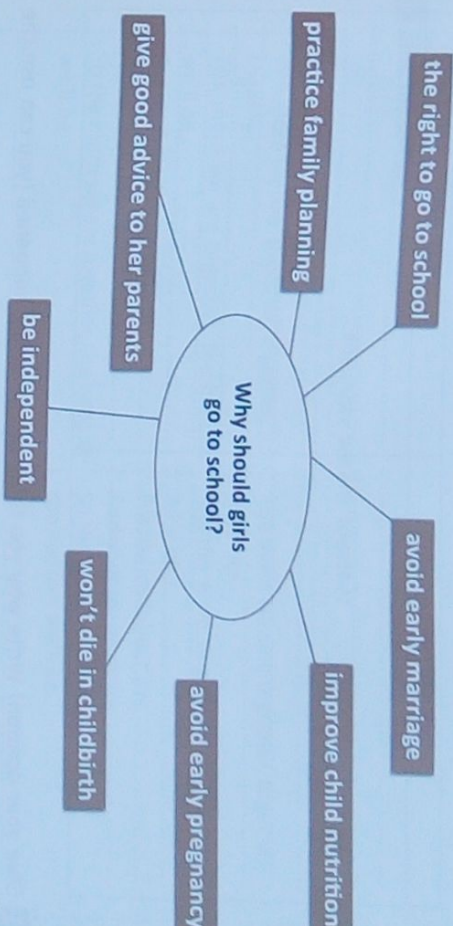 the right to go to school
avoid early marriage
practice family planning
improve child nutrition
Why should girls
go to school?
give good advice to her parents
avoid early pregnancy
be independent
won't die in childbirth